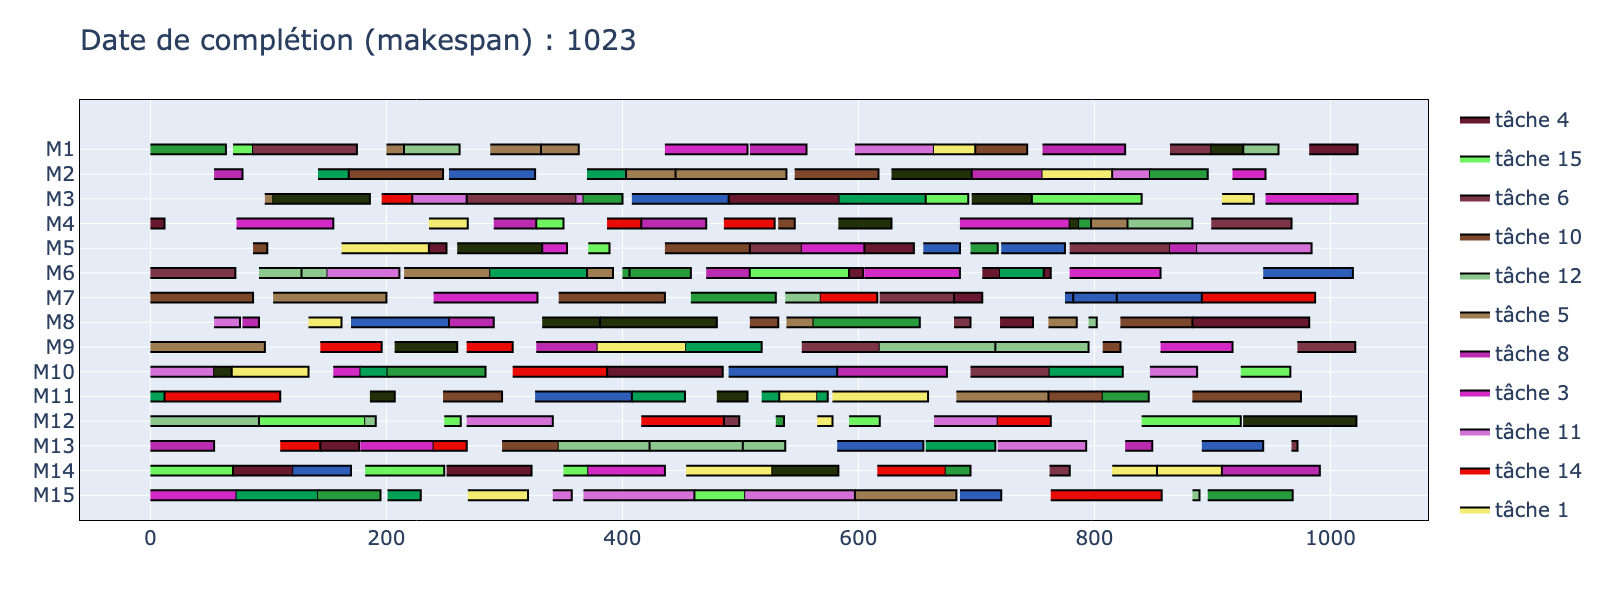 Date de complétion (makespan) : 1023
M1
M2
M3
M4
M5
M6
M7
M8
M9
M10
M11
M12
M13
M14
M15
0 200 400 600 800 1000
tâche 4
tâche 15
tâche 6
tâche 10
tâche 12
tâche 5
tâche 8
tâche 3
tâche 11
tâche 14
tâche 1